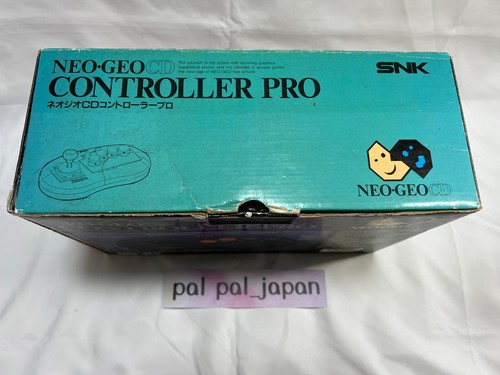 NEO·GEO CD
CONTROLLER PRO
ネオジオCDコントローラープロ
SNK
NEO·GEO CD
pal pal_japan